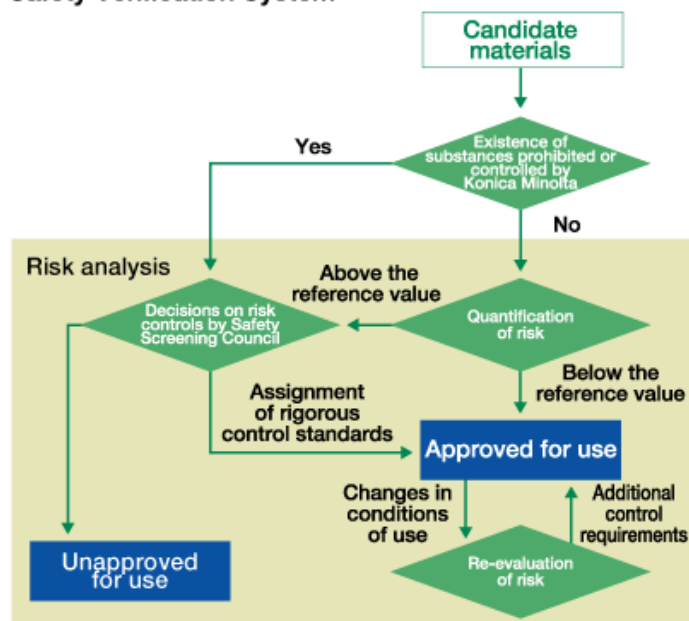 Safety Verification System
Candidate
materials
Existence of
substances prohibited or
controlled by
Konica Minolta
Yes
No
Risk analysis
Above the
reference value
Decisions on risk
controls by Safety
Screening Council
Quantification
of risk
Below the
reference value
Assignment
of rigorous
control standards
Approved for use
Changes in
conditions
of use
Additional
control
requirements
Unapproved
for use
Re-evaluation
of risk